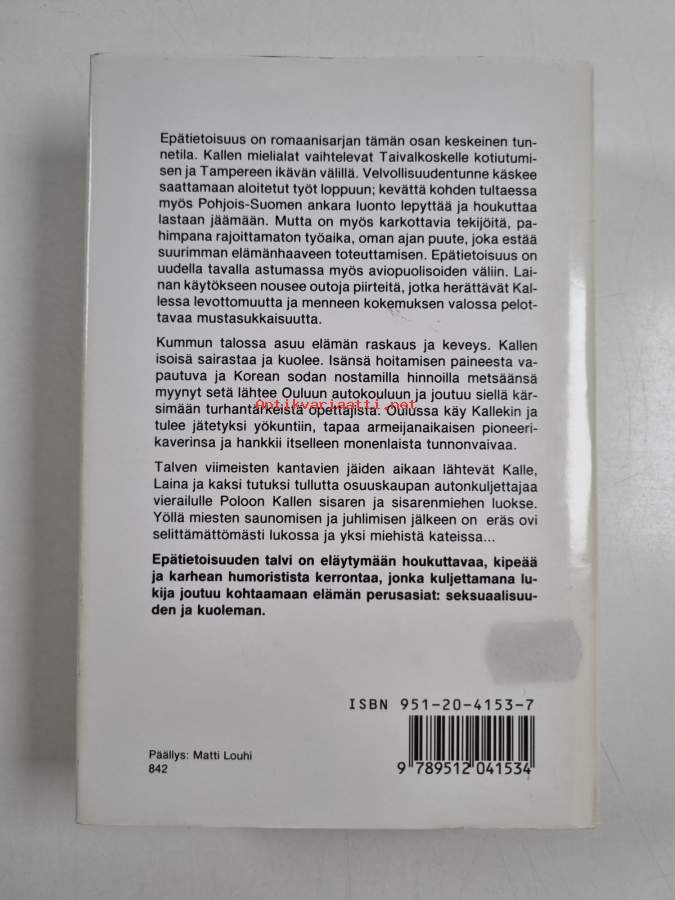 Epätietoisuus on romaanisarjan tämän osan keskeinen tun-
netila. Kallen mielialat vaihtelevat Taivalkoskelle kotiutumi-
sen ja Tampereen ikävän välillä. Velvollisuudentunne käskee
saattamaan aloitetut työt loppuun; kevättä kohden tultaessa
myös Pohjois-Suomen ankara luonto lepyttää ja houkuttaa
lastaan jäämään. Mutta on myös karkottavia tekijöitä, pa-
himpana rajoittamaton työaika, oman ajan puute, joka estää
suurimman elämänhaaveen toteuttamisen. Epätietoisuus on
uudella tavalla astumassa myös aviopuolisoiden väliin. Lai-
nan käytökseen nousee outoja piirteitä, jotka herättävät Kal-
lessa levottomuutta ja menneen kokemuksen valossa pelot-
tavaa mustasukkaisuutta.
Kummun talossa asuu elämän raskaus ja keveys. Kallen
isoisä sairastaa ja kuolee. Isänsä hoitamisen paineesta va-
pautuva ja Korean sodan nostamilla hinnoilla metsäänsä
myynyt setä lähtee Ouluun autokouluun ja joutuu siellä kär-
simään turhantärkeistä opettajista. Oulussa käy Kallekin ja
Antikvariaatti.net
tulee jätetyksi yökuntiin, tapaa armeijanaikaisen pioneeri-
kaverinsa ja hankkii itselleen monenlaista tunnonvaivaa.
Talven viimeisten kantavien jäiden aikaan lähtevät Kalle,
Laina ja kaksi tutuksi tullutta osuuskaupan autonkuljettajaa
vierailulle Poloon Kallen sisaren ja sisarenmiehen luokse.
Yöllä miesten saunomisen ja juhlimisen jälkeen on eräs ovi
selittämättömästi lukossa ja yksi miehistä kateissa...
Epätietoisuuden talvi on eläytymään houkuttavaa, kipeää
ja karhean humoristista kerrontaa, jonka kuljettamana lu-
kija joutuu kohtaamaan elämän perusasiat: seksuaalisuu-
den ja kuoleman.
ISBN 951-20-4153-7
Päällys: Matti Louhi
842
9 789512 041534